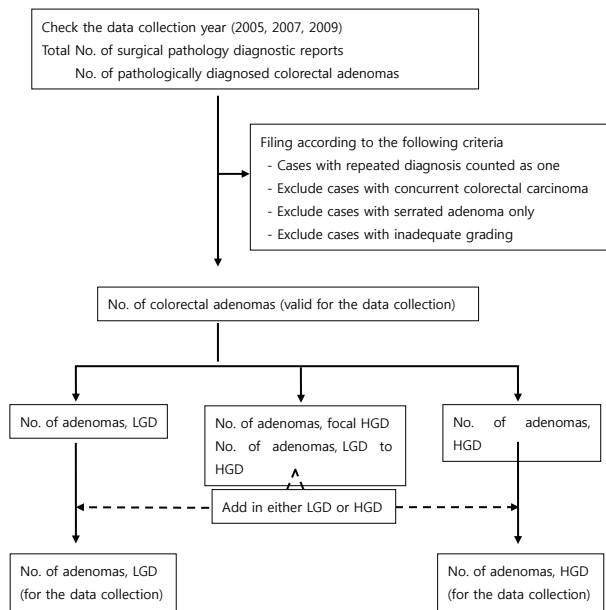 Check the data collection year (2005, 2007, 2009)
Total No. of surgical pathology diagnostic reports
No. of pathologically diagnosed colorectal adenomas
Filing according to the following criteria
- Cases with repeated diagnosis counted as one
- Exclude cases with concurrent colorectal carcinoma
- Exclude cases with serrated adenoma only
- Exclude cases with inadequate grading
No. of colorectal adenomas (valid for the data collection)
No. of adenomas, LGD
No. of adenomas, focal HGD
No. of adenomas, LGD to
HGD
No. of adenomas,
HGD
Add in either LGD or HGD
No. of adenomas, LGD
(for the data collection)
No. of adenomas, HGD
(for the data collection)